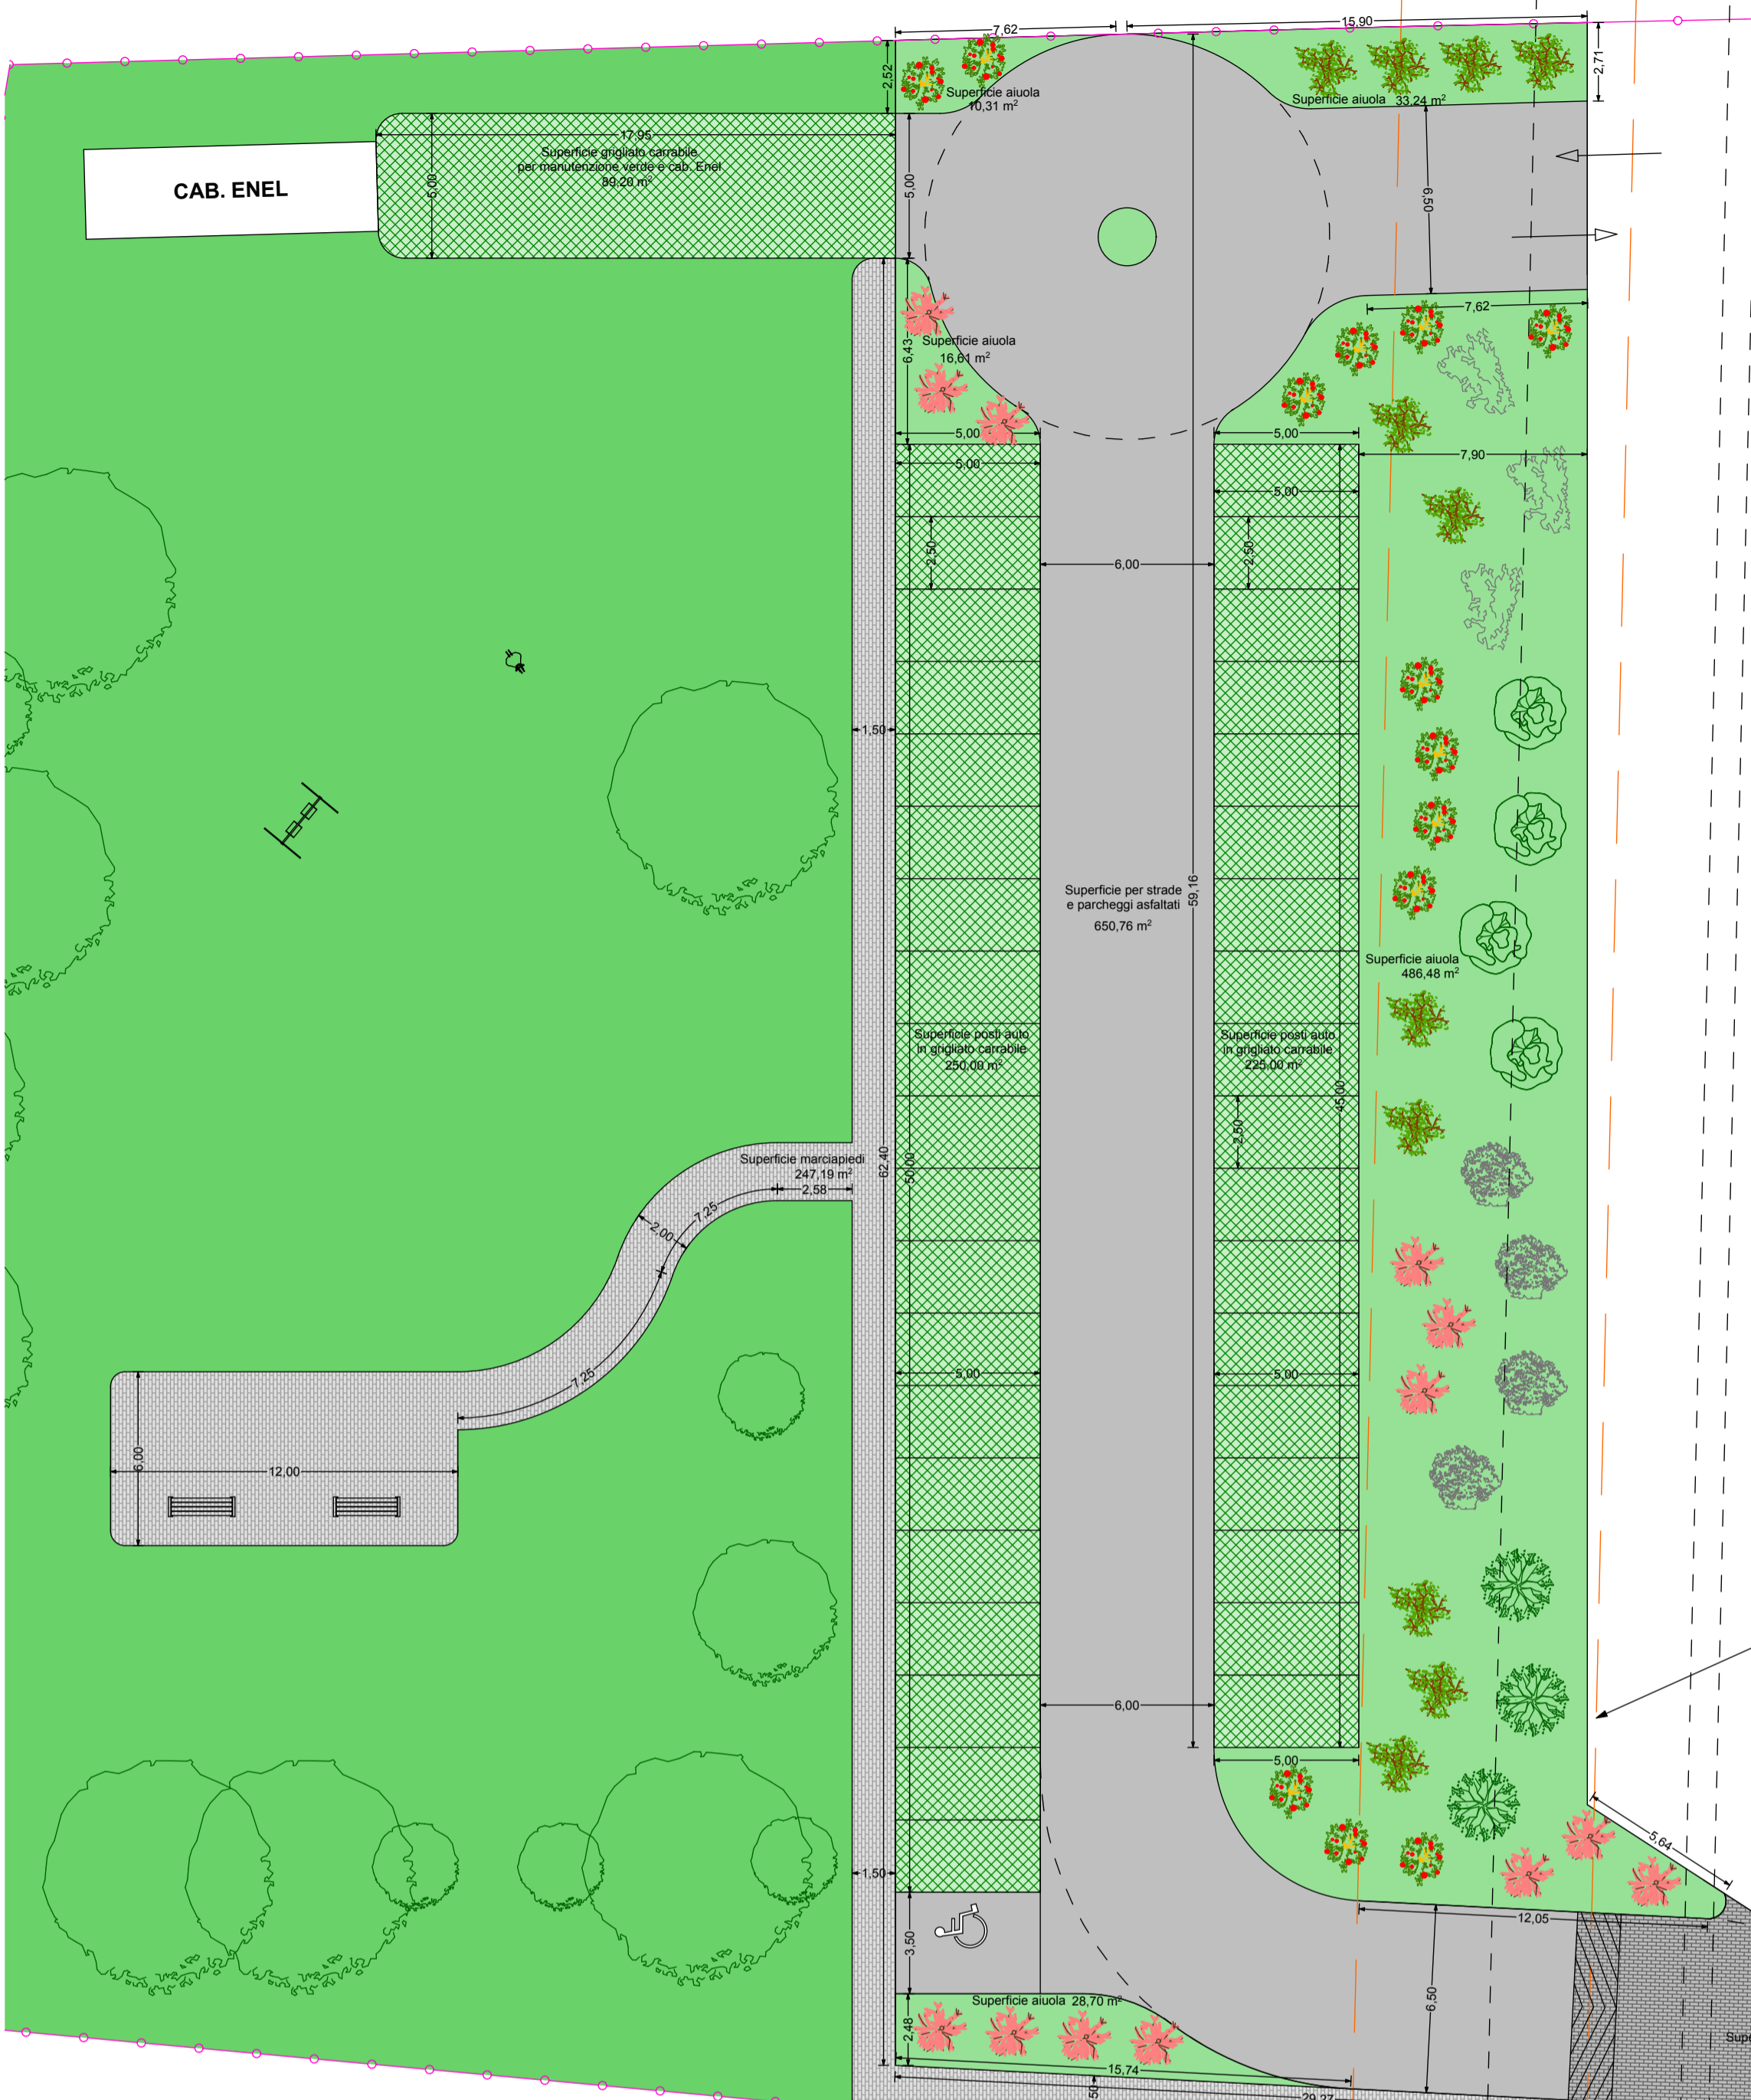 7,62
15,90
2,52
Superficie aiuola
10,31 m²
Superficie aiuola 33,24 m²
2,71
17,95
Superficie grigliato carrabile
per manutenzione verde e cab. Enel
89,20 m²
CAB. ENEL
5,00
5,00
6,50
7,62
6,43
Superficie aiuola
16,61 m²
5,00
5,00
5,00
7,90
5,00
2,50
2,50
6,00
1,50
59,16
Superficie per strade
e parcheggi asfaltati
650,76 m²
Superficie aiuola
486,48 m²
Superficie posti auto
in grigliato carrabile
250,00 m²
Superficie posti auto
in grigliato carrabile
225,00 m²
45,00
2,50
Superficie marciapiedi
247,19 m²
2,58
62,40
50,00
7,25
2,00
7,25
5,00
5,00
6,00
12,00
6,00
5,00
5,64
1,50
12,05
3,50
6,50
Superficie aiuola 28,70 m²
2,48
15,74
50
29,27
Supe